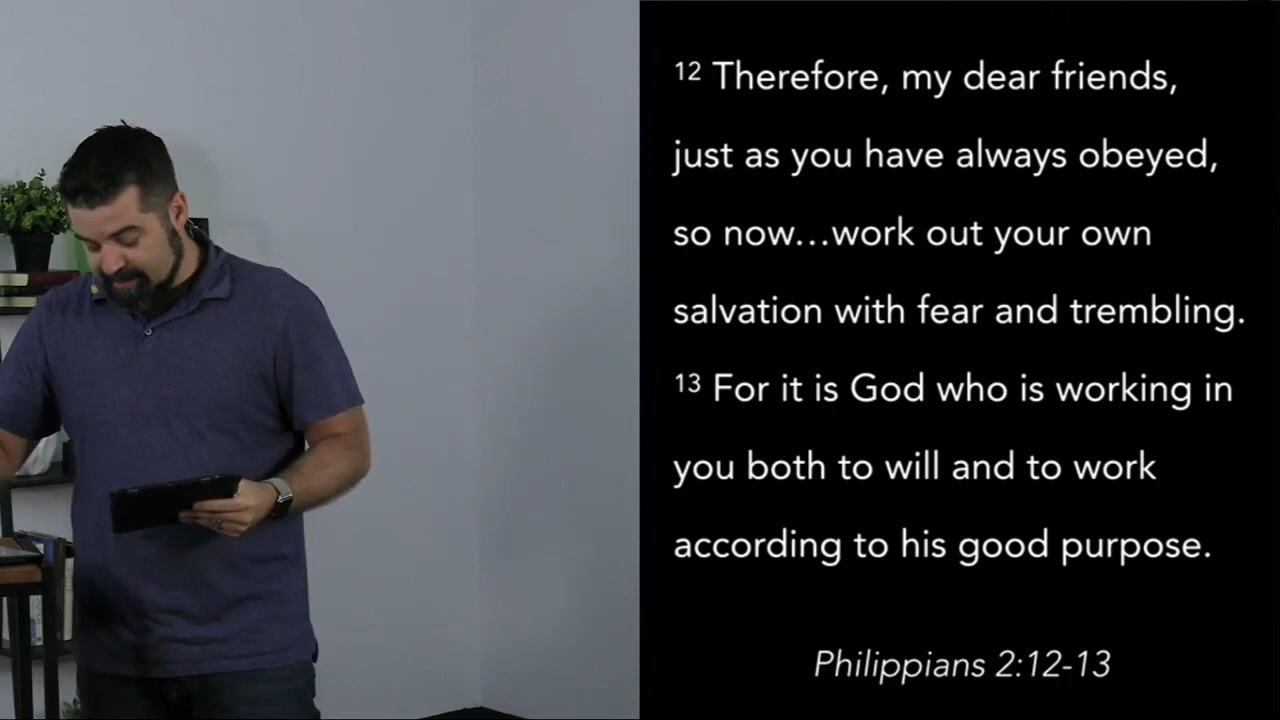 ¹² Therefore, my dear friends,
just as you have always obeyed,
so now...work out your own
salvation with fear and trembling.
¹³ For it is God who is working in
you both to will and to work
according to his good purpose.
Philippians 2:12-13